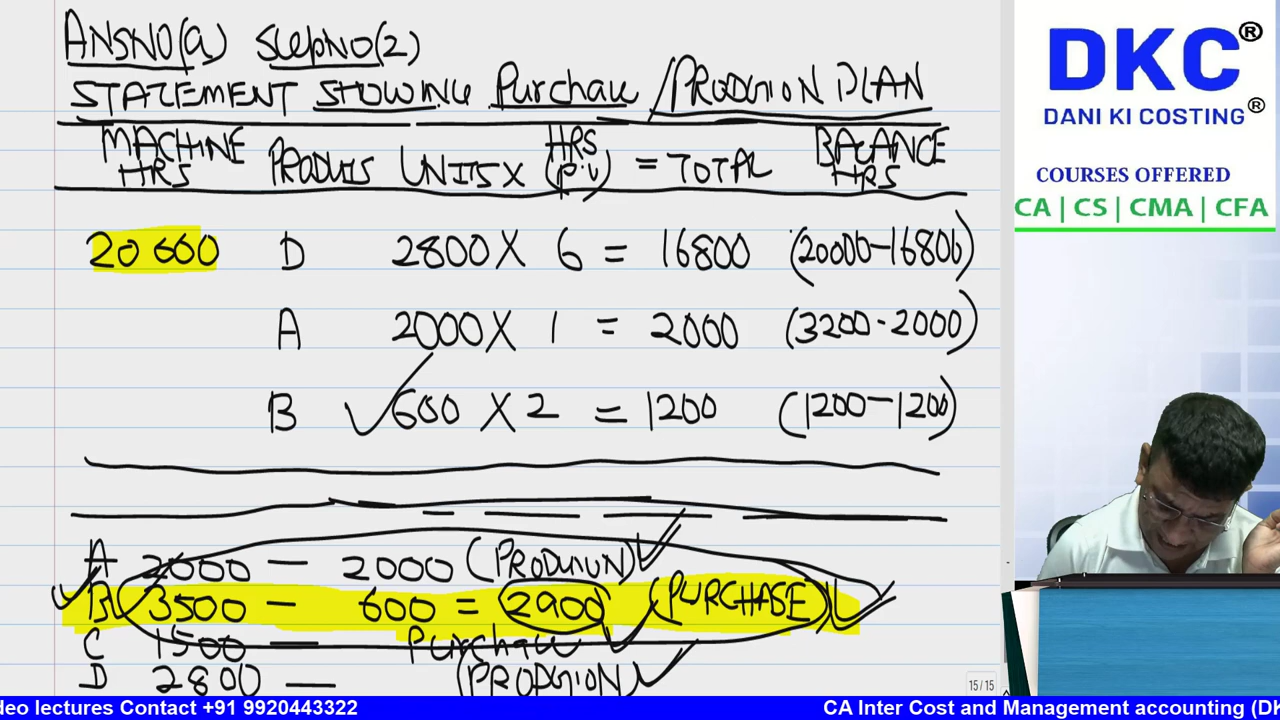 ANSNO(a) StepNO(2)
STATEMENT SHOWING Purchase / PRODUCTION PLAN
MACHINE HRS PRODUCTS UNITS X HRS (P.U) = TOTAL BALANCE HRS
20000 D 2800 X 6 = 16800 (20000-16800)
A 2000 X 1 = 2000 (3200-2000)
B 600 X 2 = 1200 (1200-1200)
A 2000 — 2000 (PRODUCTION)
B 3500 — 600 = 2900 (PURCHASE)
C 1500 — Purchase
D 2800 — (PRODUCTION)
15/15
DKC®
DANI KI COSTING®
COURSES OFFERED
CA | CS | CMA | CFA
deo lectures Contact +91 9920443322 CA Inter Cost and Management accounting (D